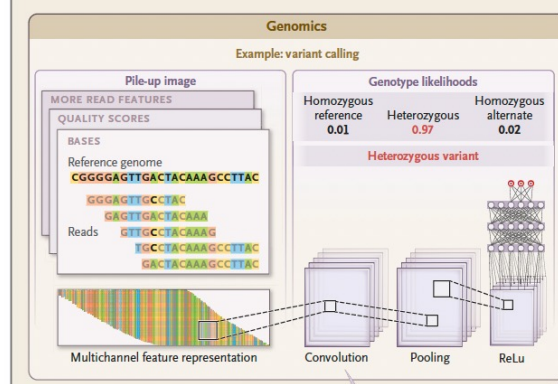 Genomics
Example: variant calling
Pile-up image
MORE READ FEATURES
QUALITY SCORES
BASES
Reference genome
CGGGGAGTTGACTACAAAGCCTTAC
GGGAGTTGCCTAC
GAGTTGACTACAAA
Reads
GTTGCCTACAAAG
TGCCTACAAAGCCTTAC
GACTACAAAGCCTTAC
Multichannel feature representation
Genotype likelihoods
Homozygous reference
0.01
Heterozygous
0.97
Homozygous alternate
0.02
Heterozygous variant
Convolution
Pooling
ReLu